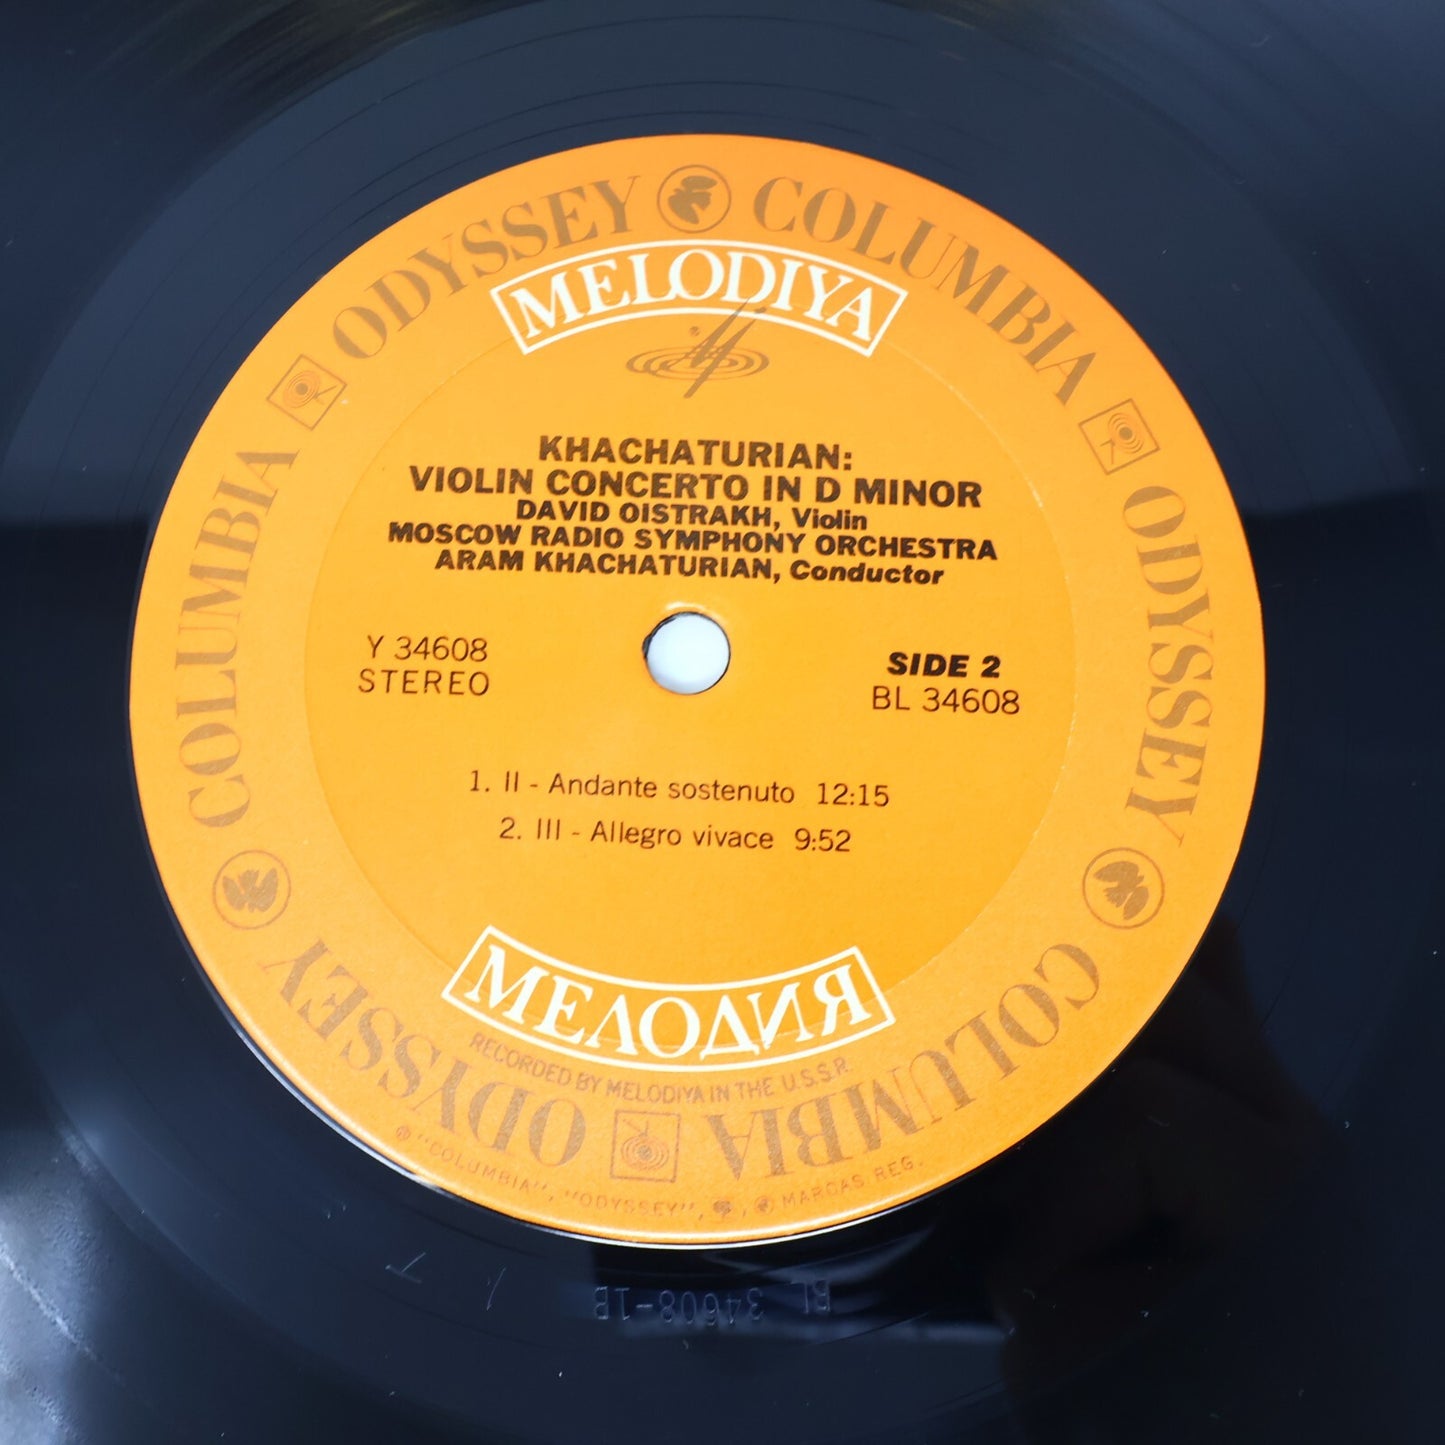 ODYSSEY COLUMBIA
MELODIYA
KHACHATURIAN:
VIOLIN CONCERTO IN D MINOR
DAVID OISTRAKH, Violin
MOSCOW RADIO SYMPHONY ORCHESTRA
ARAM KHACHATURIAN, Conductor
Y 34608
STEREO
SIDE 2
BL 34608
1. II - Andante sostenuto 12:15
2. III - Allegro vivace 9:52
МЕЛОДИЯ
RECORDED BY MELODIYA IN THE U.S.S.R.
ODYSSEY COLUMBIA
ODYSSEY COLUMBIA
"COLUMBIA", "ODYSSEY", MARCAS REG.
BL 34608-1B